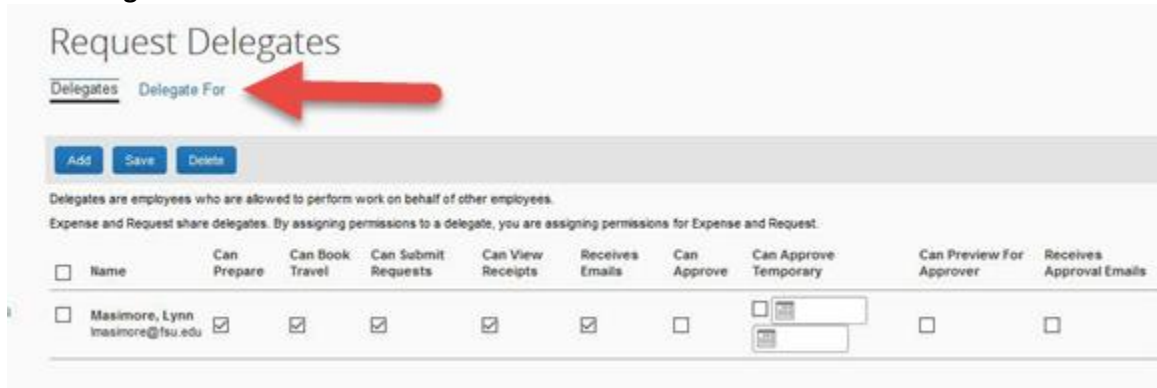 Request Delegates
Delegates Delegate For
Add Save Delete
Delegates are employees who are allowed to perform work on behalf of other employees.
Expense and Request share delegates. By assigning permissions to a delegate, you are assigning permissions for Expense and Request.
Name Can Prepare Can Book Travel Can Submit Requests Can View Receipts Receives Emails Can Approve Can Approve Temporary Can Preview For Approver Receives Approval Emails
Masimore, Lynn
lmasimore@fsu.edu